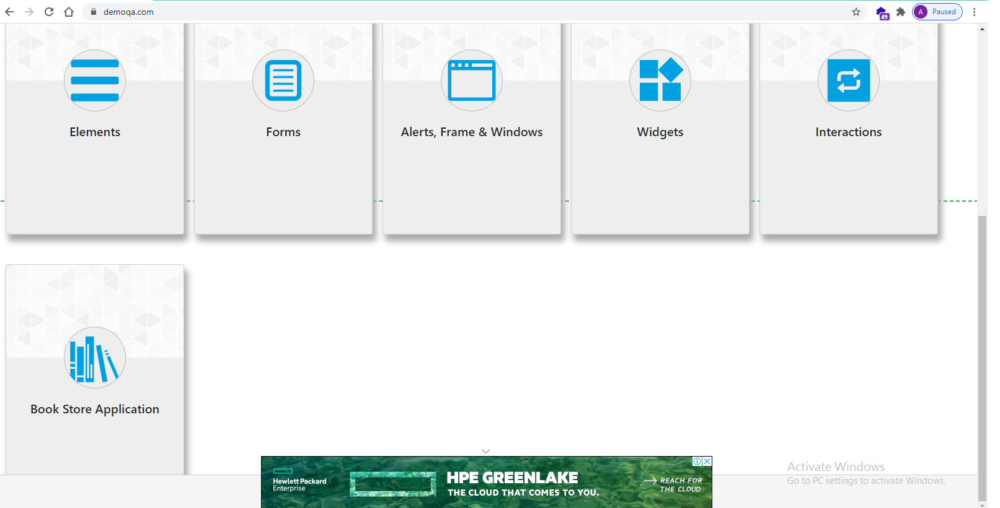 demoqa.com
49
A Paused
Elements
Forms
Alerts, Frame & Windows
Widgets
Interactions
Book Store Application
Hewlett Packard
Enterprise
HPE GREENLAKE
THE CLOUD THAT COMES TO YOU.
REACH FOR
THE CLOUD
Activate Windows
Go to PC settings to activate Windows.